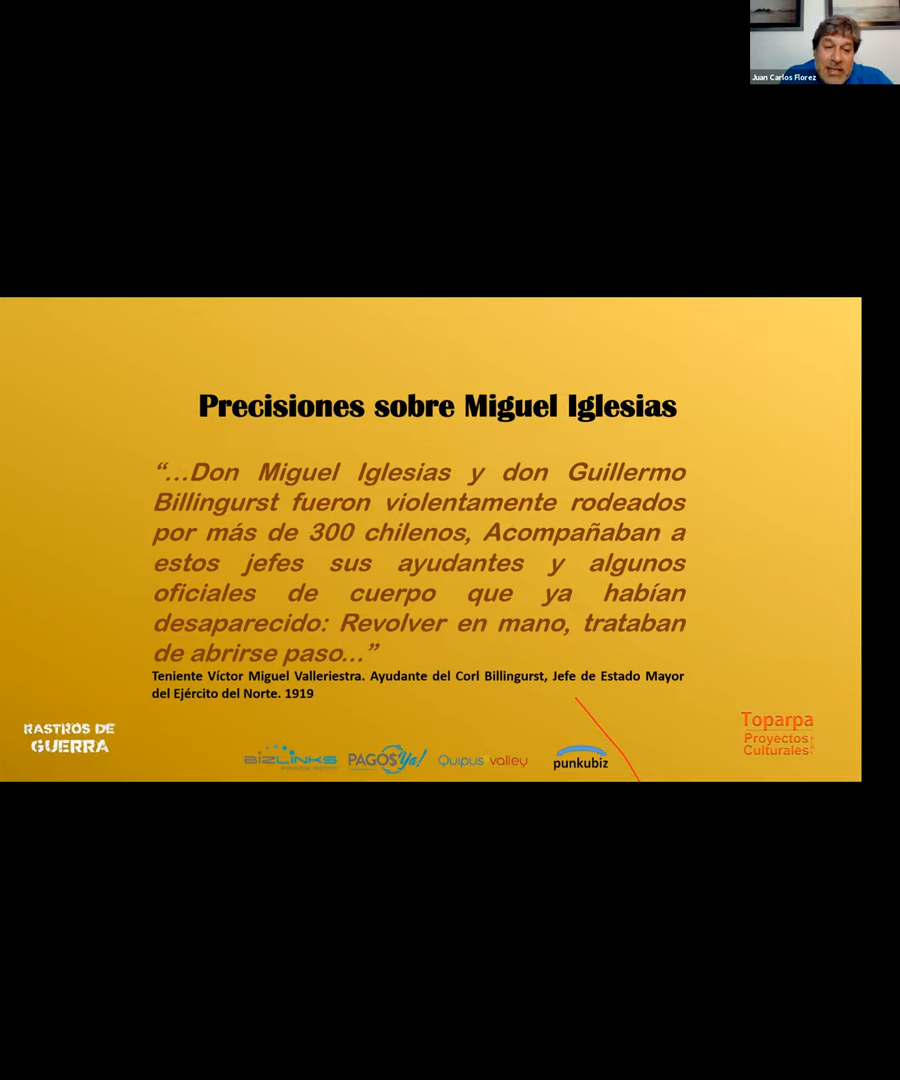 Juan Carlos Florez
Precisiones sobre Miguel Iglesias
“...Don Miguel Iglesias y don Guillermo
Billingurst fueron violentamente rodeados
por más de 300 chilenos, Acompañaban a
estos jefes sus ayudantes y algunos
oficiales de cuerpo que ya habían
desaparecido: Revolver en mano, trataban
de abrirse paso...”
Teniente Víctor Miguel Valleriestra. Ayudante del Corl Billingurst, Jefe de Estado Mayor
del Ejército del Norte. 1919
RASTROS DE
GUERRA
BIZLINKS
PAGO$Ya!
Quipus valley
punkubiz
Toparpa
Proyectos
Culturales